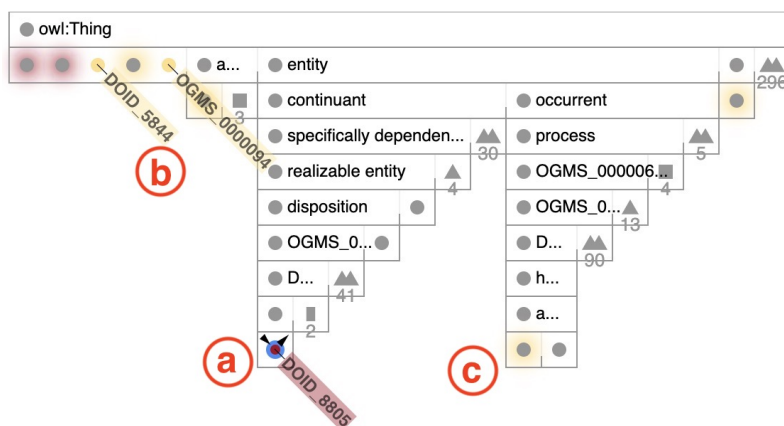 owl:Thing
a... entity 296
3 continuant occurrent
DOID_5844 OGMS_0000094
specifically dependen... 30 process 5
b
realizable entity 4 OGMS_000006... 4
disposition OGMS_0... 13
OGMS_0... D... 90
D... 41 h...
2 a...
a c
DOID_8805